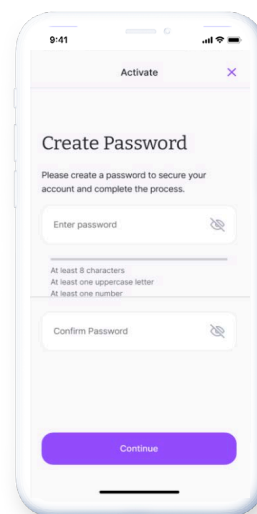 9:41
Activate
Create Password
Please create a password to secure your
account and complete the process.
Enter password
At least 8 characters
At least one uppercase letter
At least one number
Confirm Password
Continue